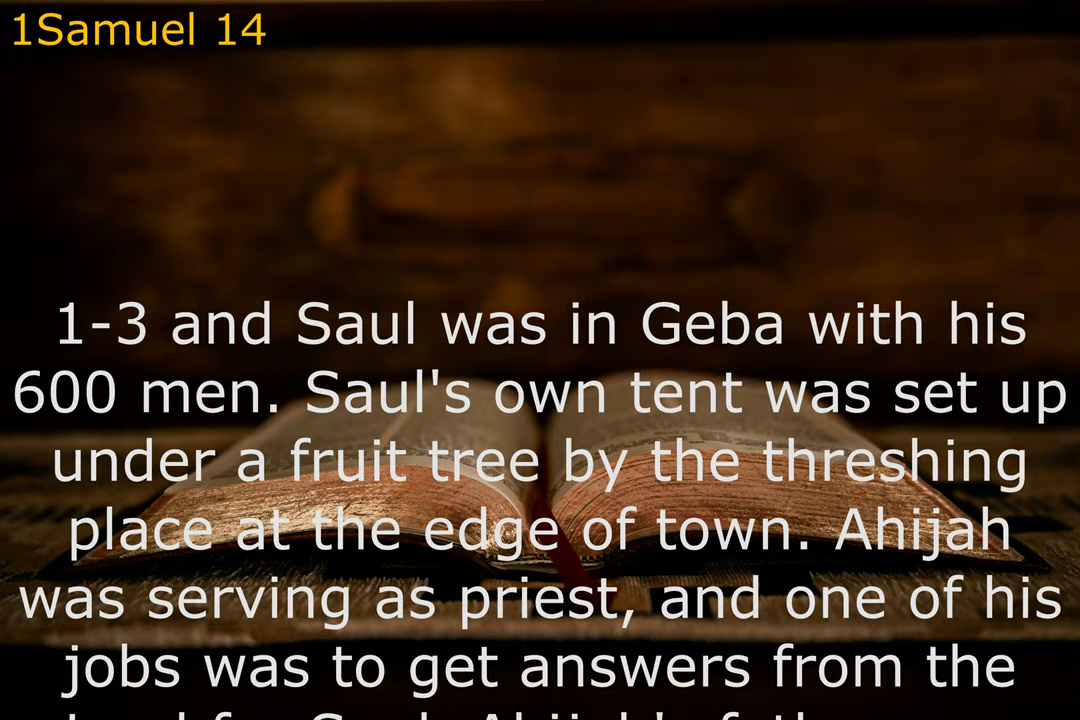 1Samuel 14
1-3 and Saul was in Geba with his
600 men. Saul's own tent was set up
under a fruit tree by the threshing
place at the edge of town. Ahijah
was serving as priest, and one of his
jobs was to get answers from the